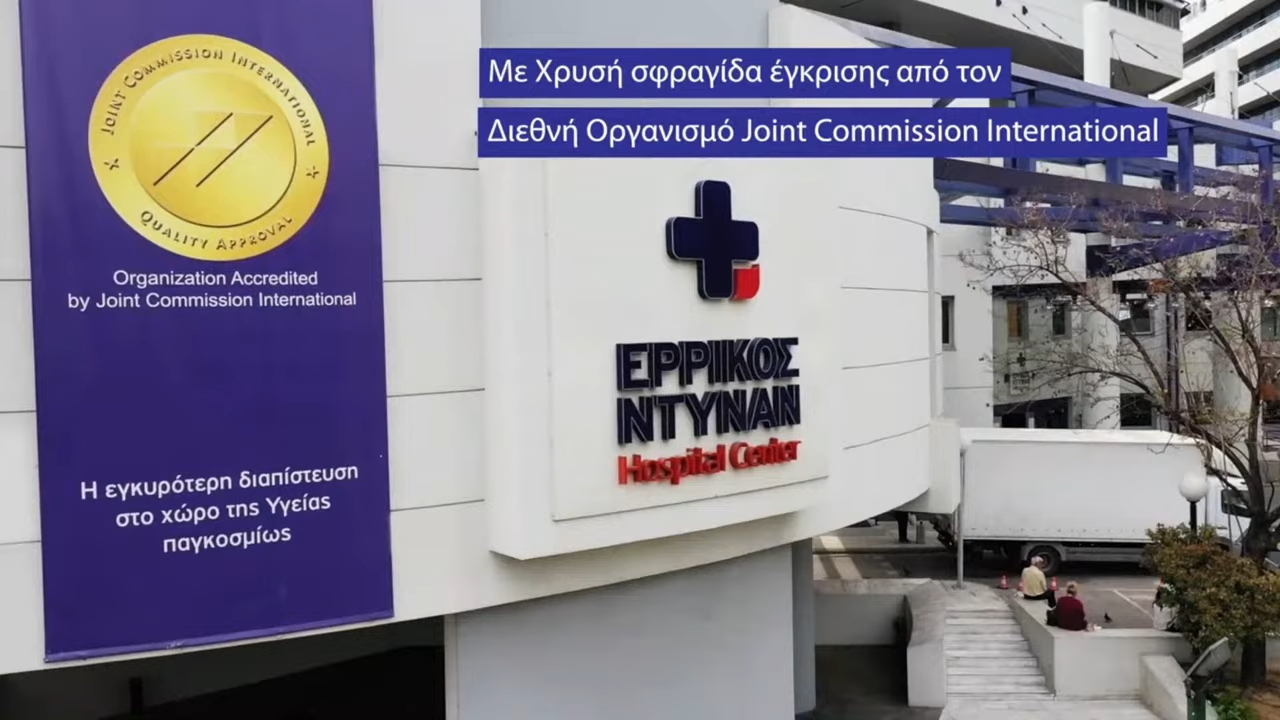 Με Χρυσή σφραγίδα έγκρισης από τον
Διεθνή Οργανισμό Joint Commission International
JOINT COMMISSION INTERNATIONAL
QUALITY APPROVAL
Organization Accredited
by Joint Commission International
Η εγκυρότερη διαπίστευση
στο χώρο της Υγείας
παγκοσμίως
ΕΡΡΙΚΟΣ
ΝΤΥΝΑΝ
Hospital Center